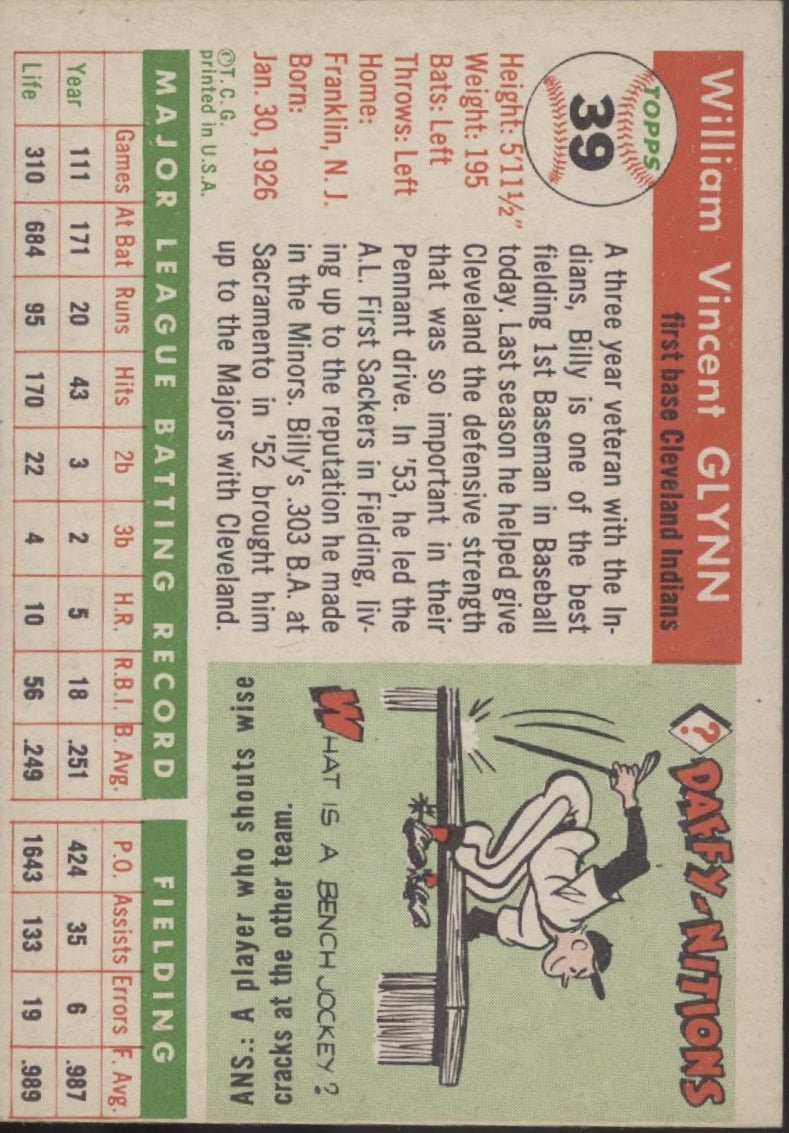 TOPPS
39
William Vincent GLYNN
first base Cleveland Indians
Height: 5'11½"
Weight: 195
Bats: Left
Throws: Left
Home:
Franklin, N. J.
Born:
Jan. 30, 1926
©T. C. G.
printed in U.S.A.
A three year veteran with the In-
dians, Billy is one of the best
fielding 1st Baseman in Baseball
today. Last season he helped give
Cleveland the defensive strength
that was so important in their
Pennant drive. In '53, he led the
A.L. First Sackers in Fielding, liv-
ing up to the reputation he made
in the Minors. Billy's .303 B.A. at
Sacramento in '52 brought him
up to the Majors with Cleveland.
? DAFFY-NITIONS
WHAT IS A BENCH JOCKEY?
ANS.: A player who shouts wise
cracks at the other team.
MAJOR LEAGUE BATTING RECORD FIELDING
Games At Bat Runs Hits 2b 3b H.R. R.B.I. B. Avg. P.O. Assists Errors F. Avg.
Year 111 171 20 43 3 2 5 18 .251 424 35 6 .987
Life 310 684 95 170 22 4 10 56 .249 1643 133 19 .989